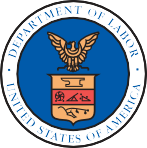 DEPARTMENT OF LABOR
UNITED STATES OF AMERICA